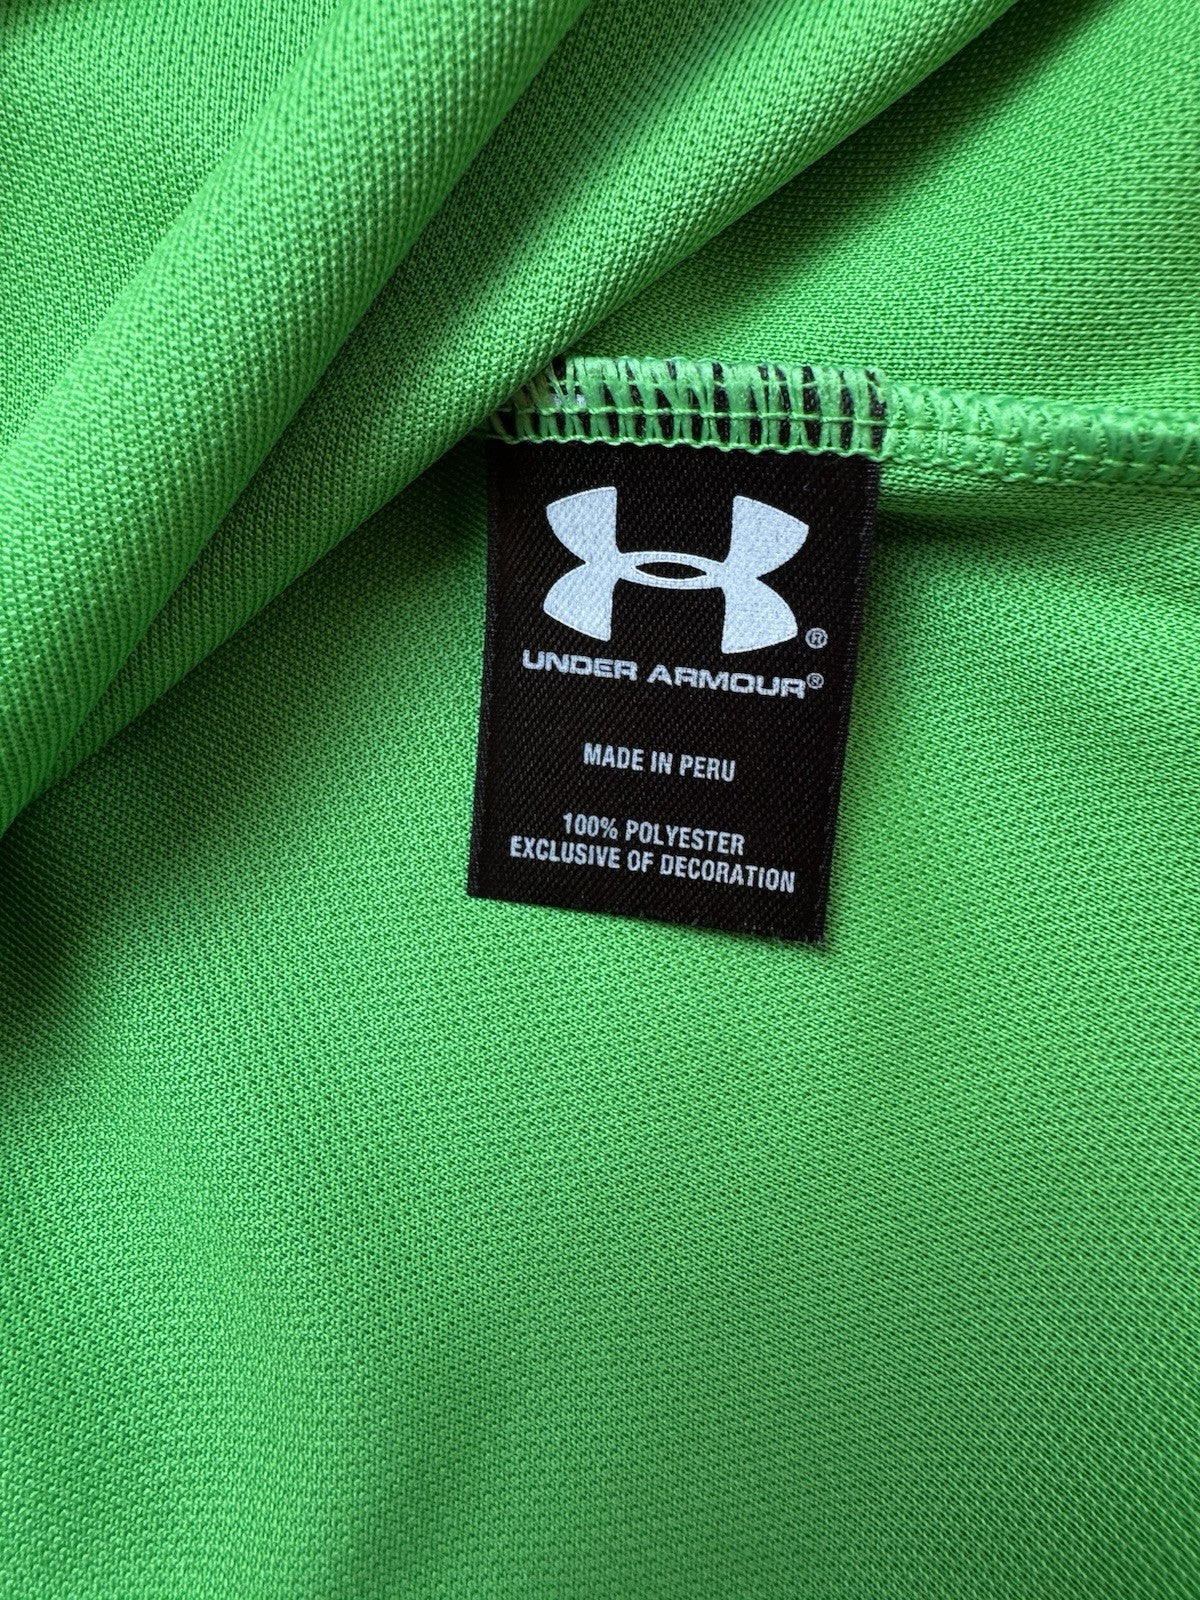 ®
UNDER ARMOUR®
MADE IN PERU
100% POLYESTER
EXCLUSIVE OF DECORATION